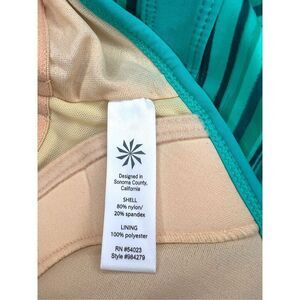 Designed in
Sonoma County,
California
SHELL
80% nylon/
20% spandex
LINING
100% polyester
RN #54023
Style #984279